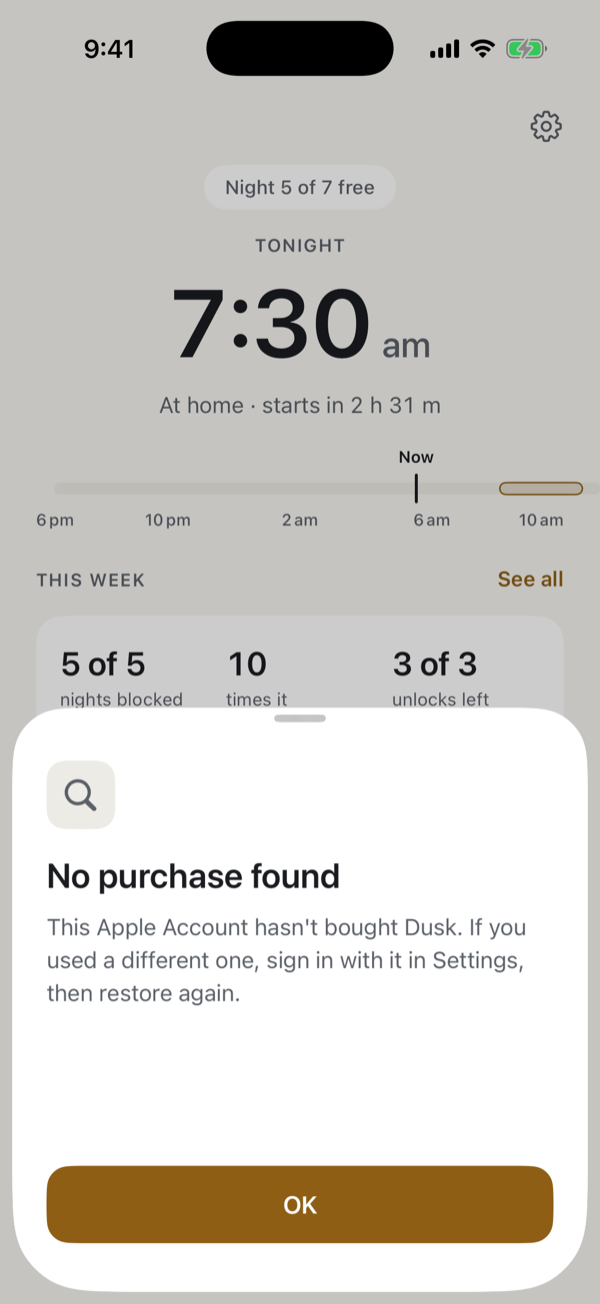 9:41
Night 5 of 7 free
TONIGHT
7:30 am
At home · starts in 2 h 31 m
Now
6 pm 10 pm 2 am 6 am 10 am
THIS WEEK See all
5 of 5 10 3 of 3
nights blocked times it unlocks left
No purchase found
This Apple Account hasn't bought Dusk. If you
used a different one, sign in with it in Settings,
then restore again.
OK